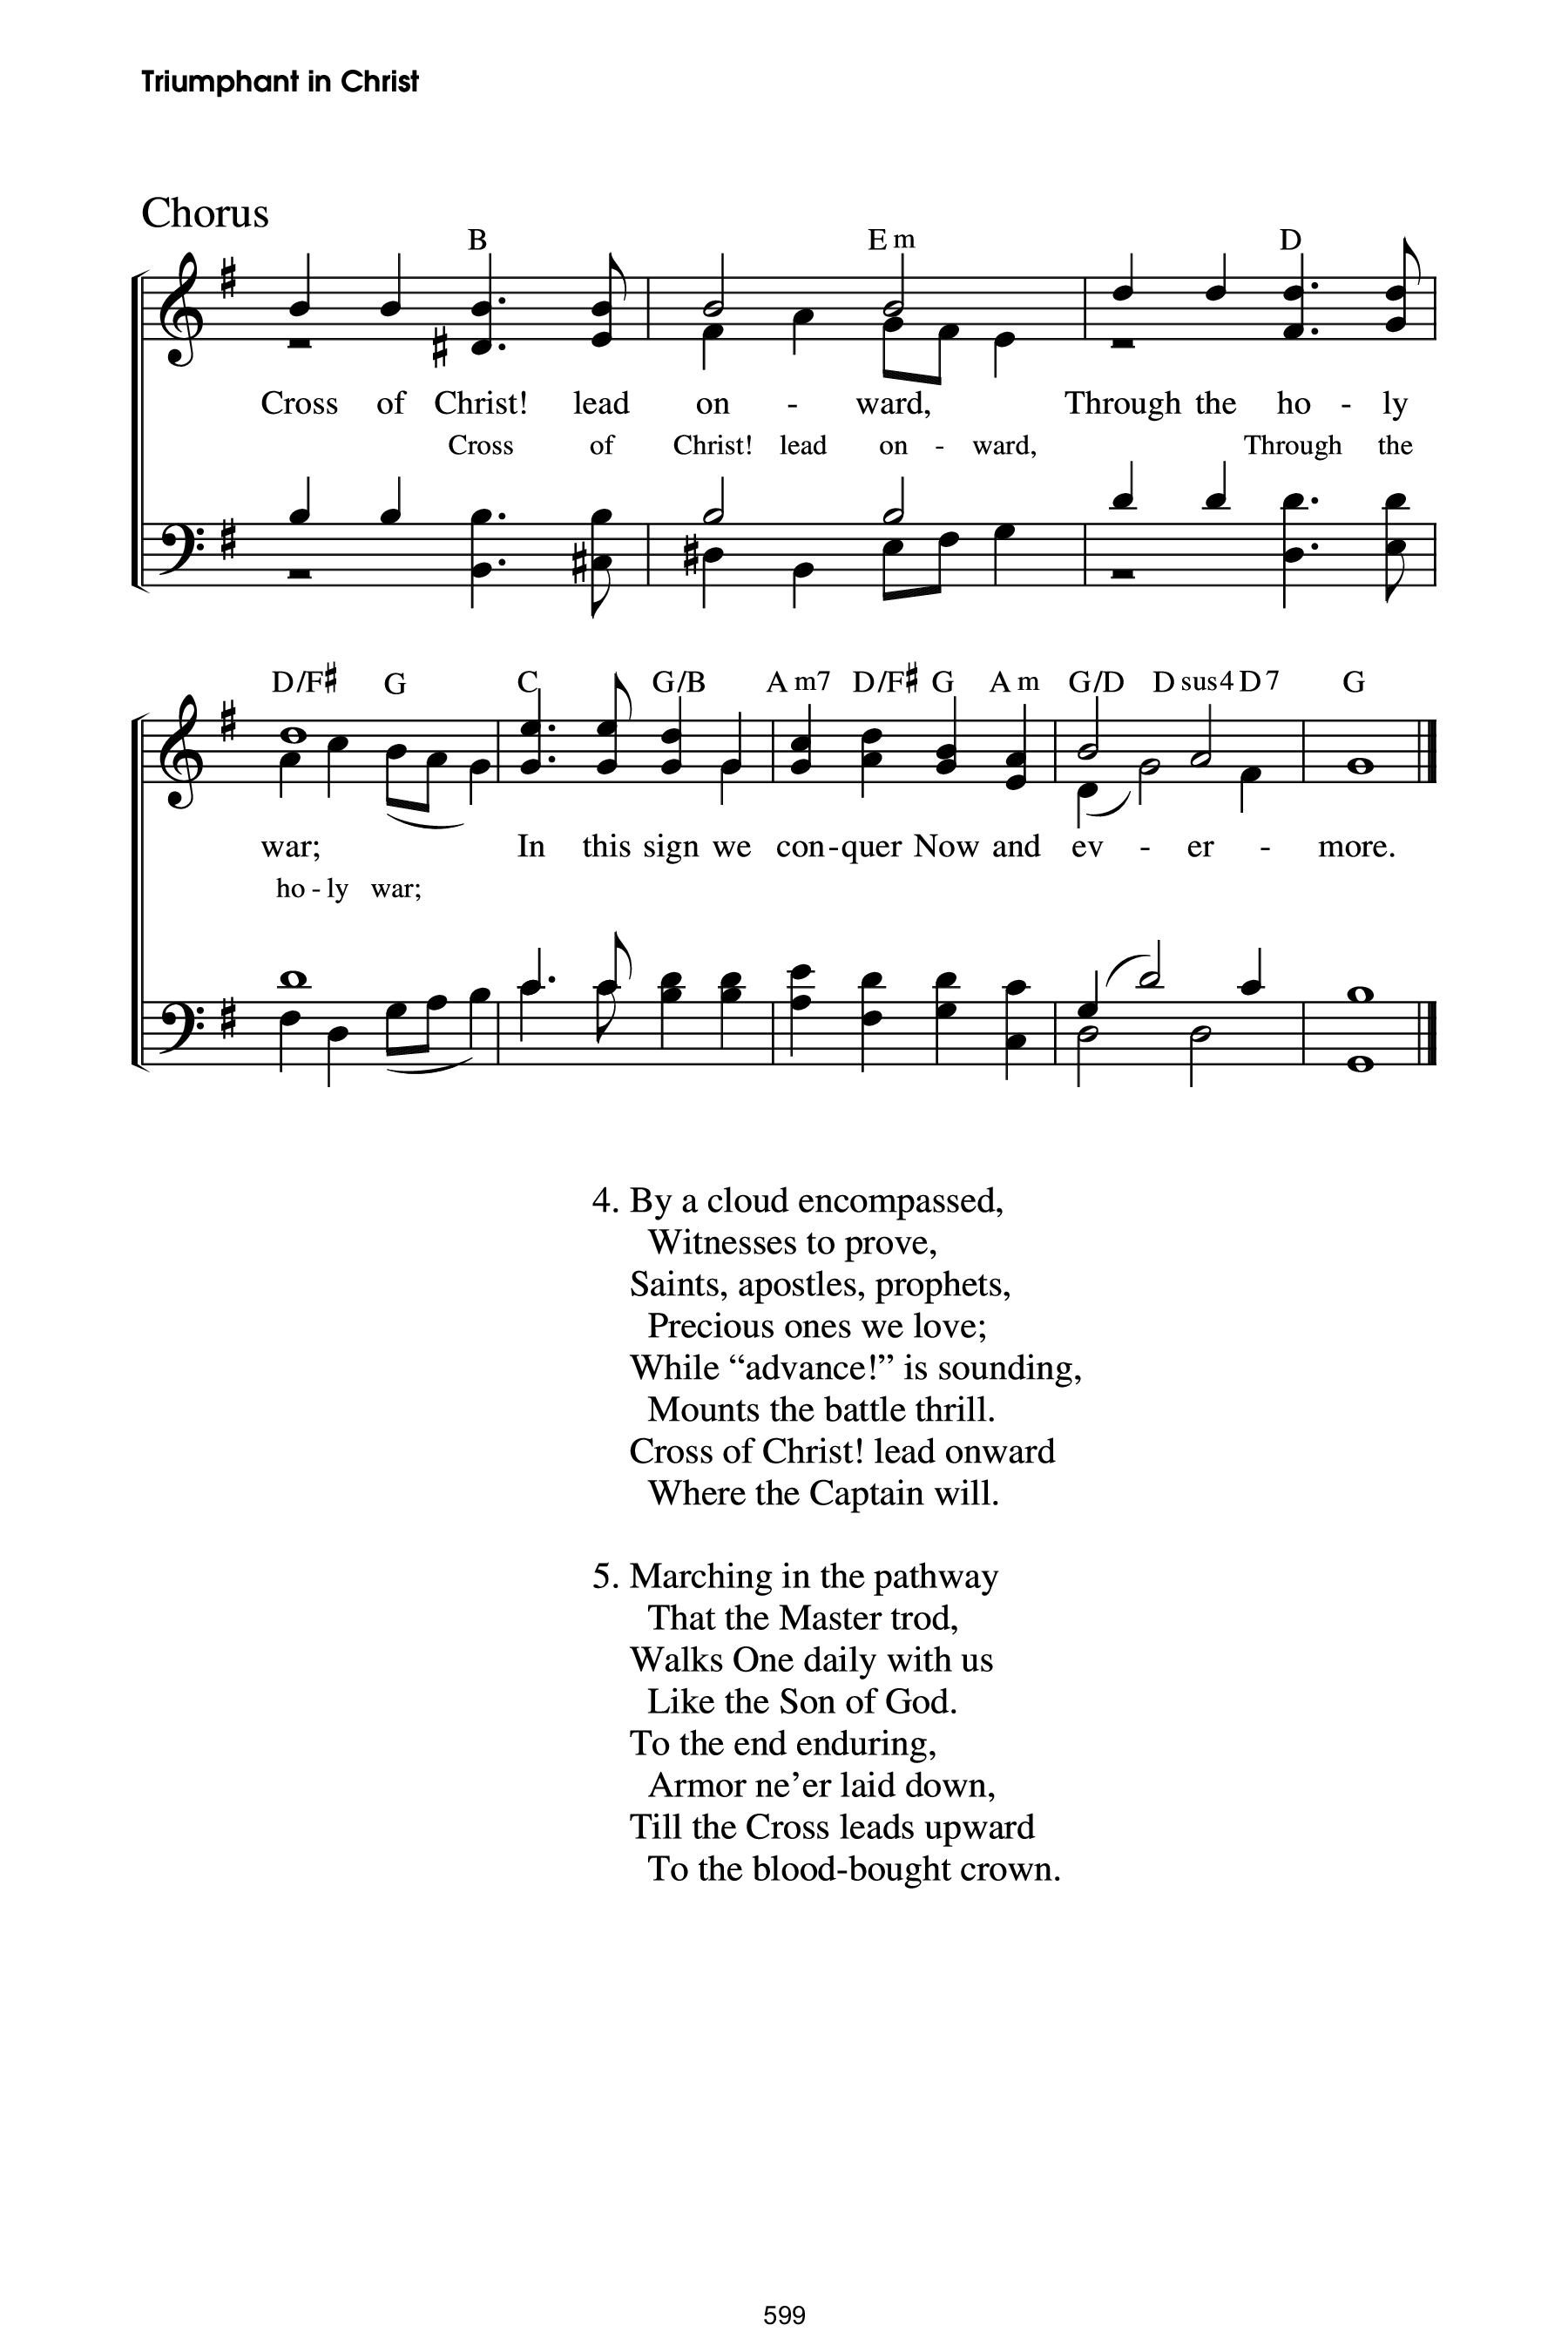 Triumphant in Christ
Chorus
B E m D
Cross of Christ! lead on - ward, Through the ho - ly
Cross of Christ! lead on - ward, Through the
D/F♯ G C G/B A m7 D/F♯ G A m G/D D sus4 D 7 G
war; In this sign we con-quer Now and ev - er - more.
ho - ly war;
4. By a cloud encompassed,
Witnesses to prove,
Saints, apostles, prophets,
Precious ones we love;
While “advance!” is sounding,
Mounts the battle thrill.
Cross of Christ! lead onward
Where the Captain will.
5. Marching in the pathway
That the Master trod,
Walks One daily with us
Like the Son of God.
To the end enduring,
Armor ne’er laid down,
Till the Cross leads upward
To the blood-bought crown.
599